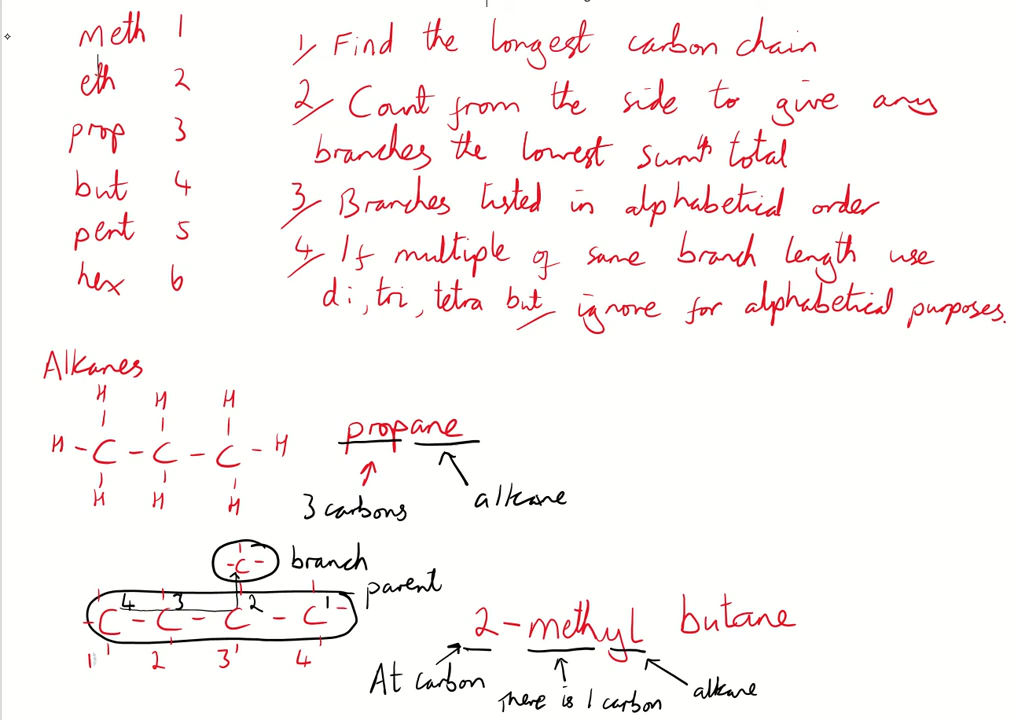 meth 1
eth 2
prop 3
but 4
pent 5
hex 6
1/ Find the longest carbon chain
2/ Count from the side to give any
branches the lowest sum total
3/ Branches listed in alphabetical order
4/ If multiple of same branch length use
di, tri, tetra but ignore for alphabetical purposes.
Alkanes
H H H
H - C - C - C - H
H H H
propane
3 carbons
alkane
-C- branch
parent
4 3 2 1
- C - C - C - C -
1 2 3 4
2-methyl butane
At carbon
There is 1 carbon
alkane